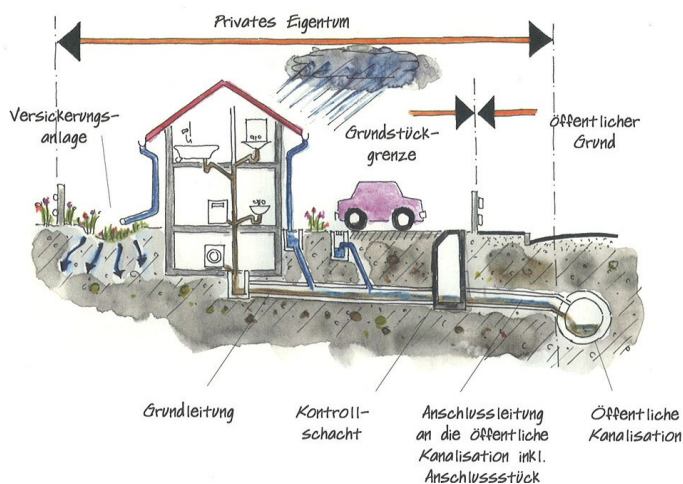 Privates Eigentum
Versickerungs-
anlage
Grundstück-
grenze
öffentlicher
Grund
Grundleitung
Kontroll-
schacht
Anschlussleitung
an die öffentliche
Kanalisation inkl.
Anschlussstück
Öffentliche
Kanalisation